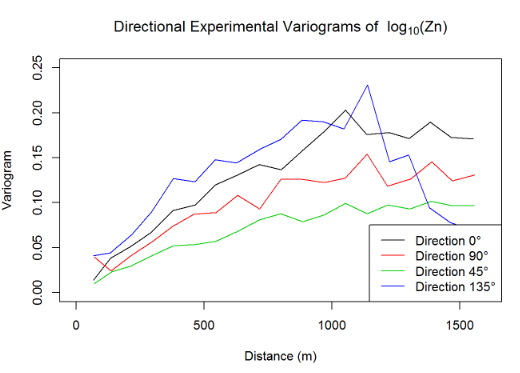 Directional Experimental Variograms of log₁₀(Zn)
Variogram
0.25
0.20
0.15
0.10
0.05
0.00
Direction 0°
Direction 90°
Direction 45°
Direction 135°
0 500 1000 1500
Distance (m)